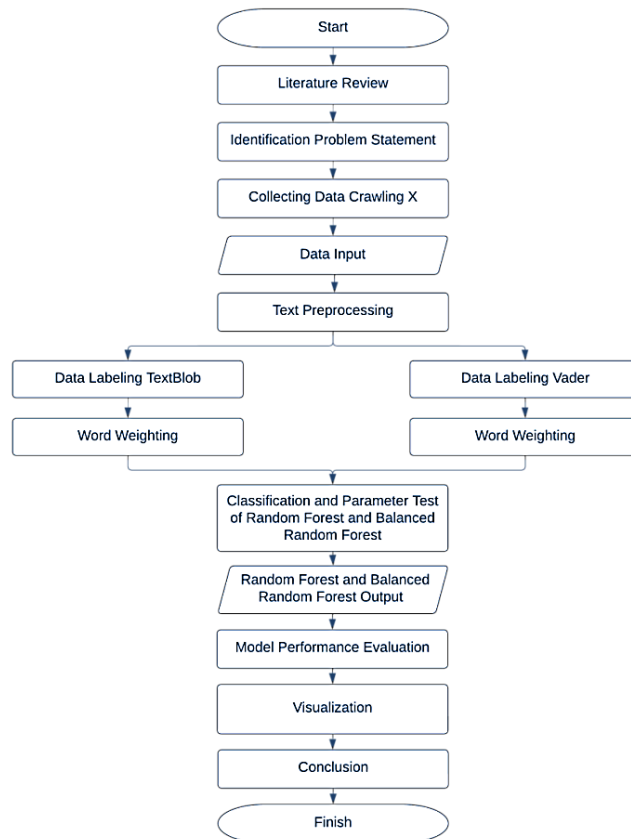 Start
Literature Review
Identification Problem Statement
Collecting Data Crawling X
Data Input
Text Preprocessing
Data Labeling TextBlob
Data Labeling Vader
Word Weighting
Word Weighting
Classification and Parameter Test
of Random Forest and Balanced
Random Forest
Random Forest and Balanced
Random Forest Output
Model Performance Evaluation
Visualization
Conclusion
Finish